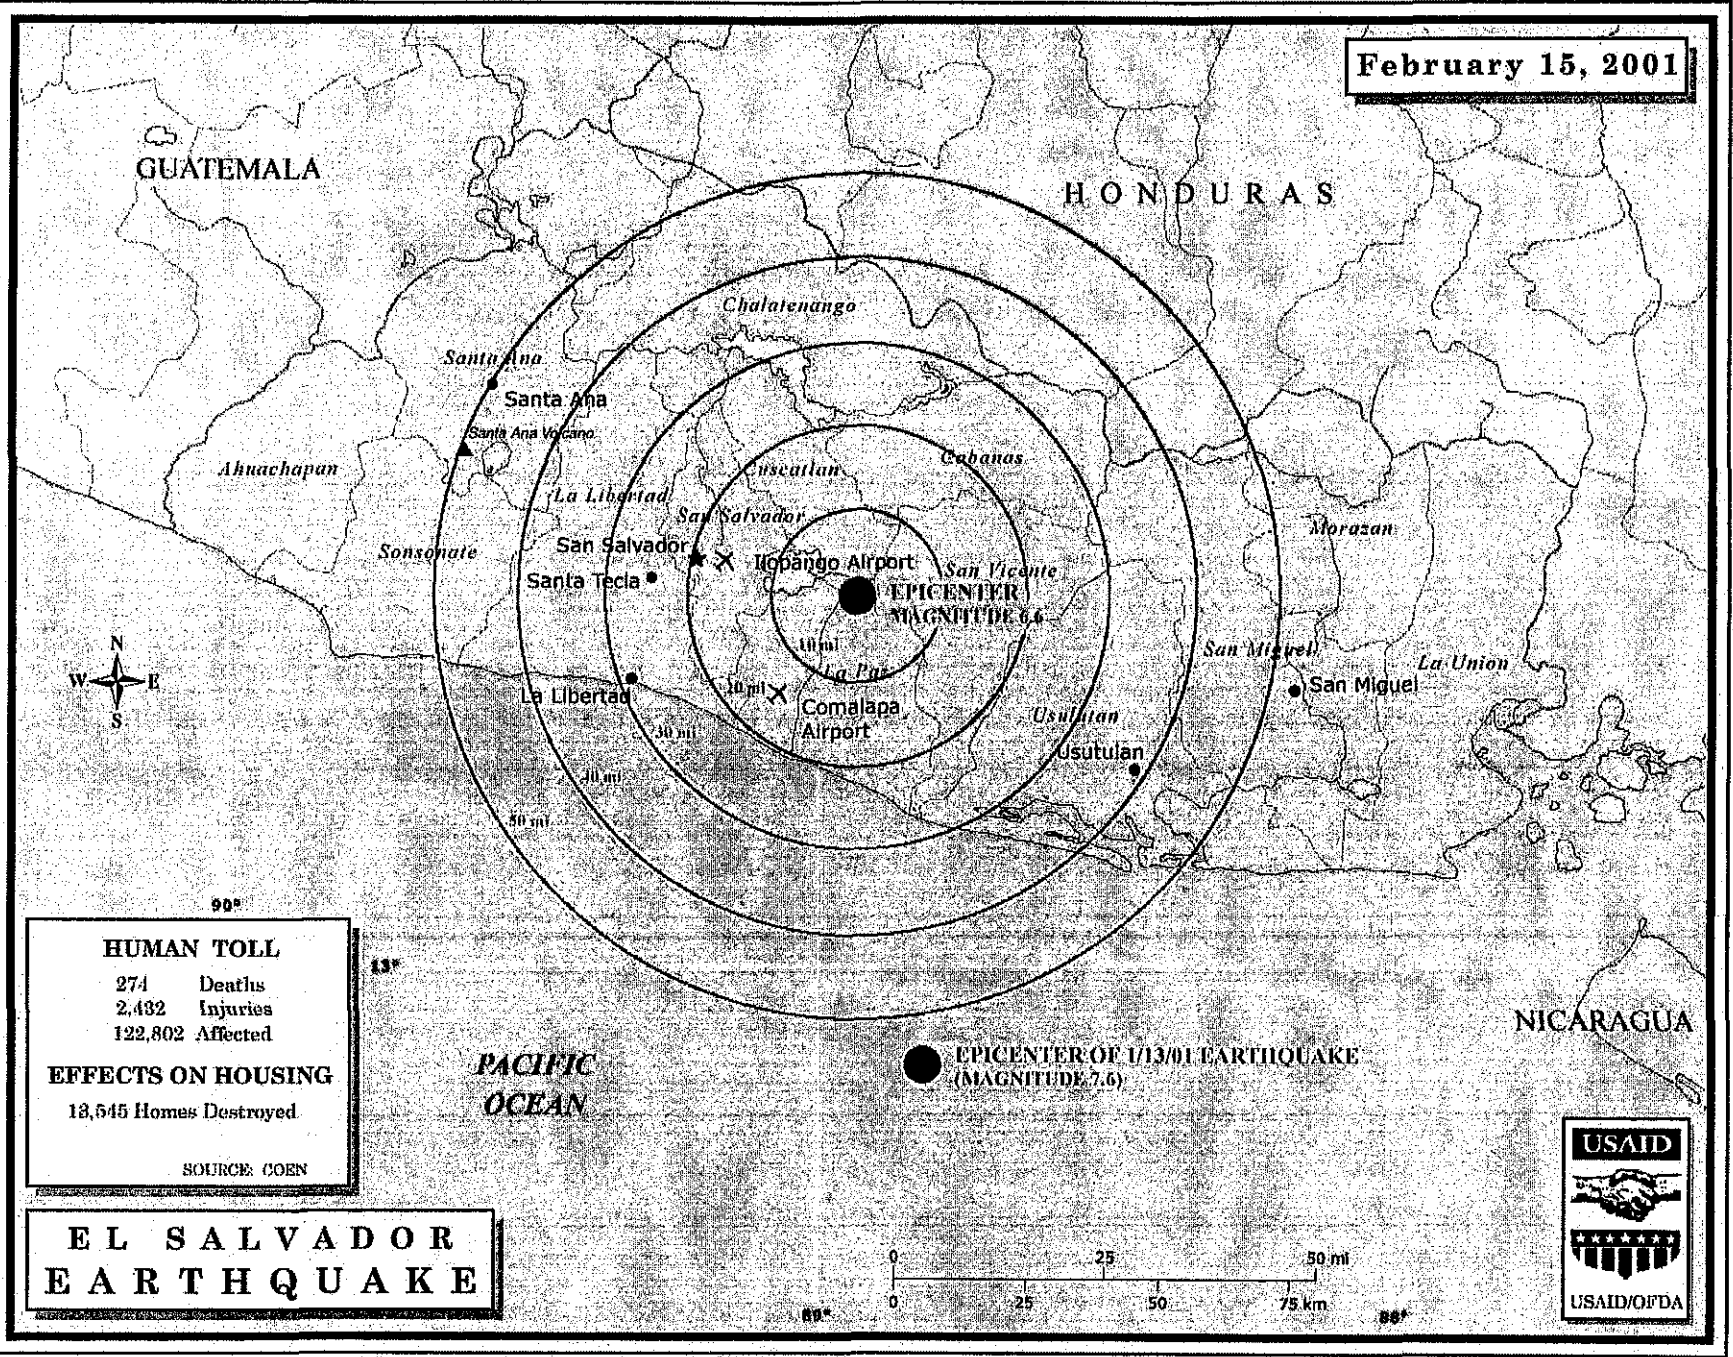 February 15, 2001
GUATEMALA
HONDURAS
Chalatenango
Santa Ana
Santa Ana
Santa Ana Volcano
Ahuachapan
Cuscatlan
Cabanas
La Libertad
San Salvador
Morazan
Sonsonate
San Salvador
Ilopango Airport
San Vicente
Santa Tecla
EPICENTER
MAGNITUDE 6.6
N
W E
S
10 mi
La Paz
San Miguel
La Union
San Miguel
La Libertad
20 mi
Comalapa
Airport
Usulutan
Usutulan
30 mi
40 mi
50 mi
90°
13°
HUMAN TOLL
274 Deaths
2,432 Injuries
122,802 Affected
EFFECTS ON HOUSING
13,545 Homes Destroyed
SOURCE: COEN
NICARAGUA
PACIFIC
OCEAN
EPICENTER OF 1/13/01 EARTHQUAKE
(MAGNITUDE 7.6)
EL SALVADOR
EARTHQUAKE
0 25 50 mi
0 25 50 75 km
89°
88°
USAID
USAID/OFDA